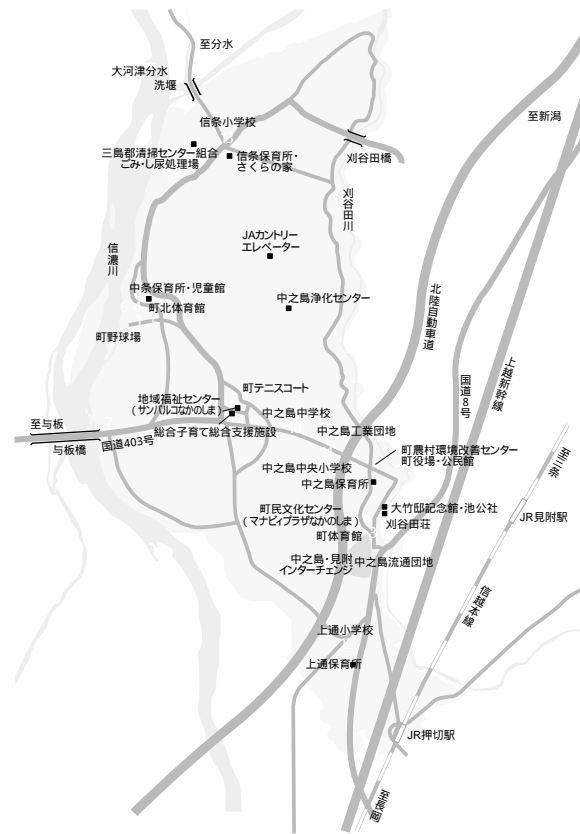 至分水
大河津分水
洗堰
至新潟
信条小学校
三島郡清掃センター組合
ごみ・し尿処理場
信条保育所・
さくらの家
刈谷田橋
刈谷田川
JAカントリー
エレベーター
信濃川
中条保育所・児童館
町北体育館
中之島浄化センター
北陸自動車道
町野球場
国道8号
上越新幹線
町テニスコート
地域福祉センター
(サンパルコなかのしま)
中之島中学校
至与板
与板橋
国道403号
総合子育て総合支援施設
中之島工業団地
至三条
町農村環境改善センター
町役場・公民館
中之島中央小学校
中之島保育所
町民文化センター
(マナビィプラザなかのしま)
大竹邸記念館・池公社
刈谷田荘
JR見附駅
町体育館
中之島・見附
インターチェンジ
中之島流通団地
信越本線
上通小学校
上通保育所
JR押切駅
至長岡